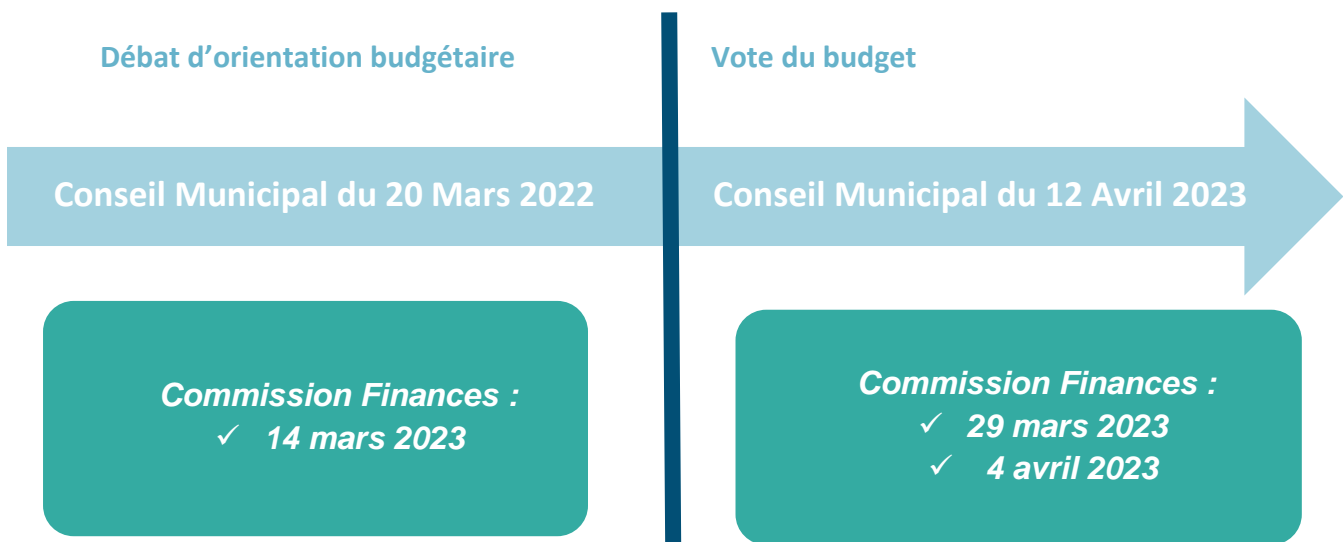 Débat d’orientation budgétaire
Vote du budget
Conseil Municipal du 20 Mars 2022
Conseil Municipal du 12 Avril 2023
Commission Finances :
✓ 14 mars 2023
Commission Finances :
✓ 29 mars 2023
✓ 4 avril 2023